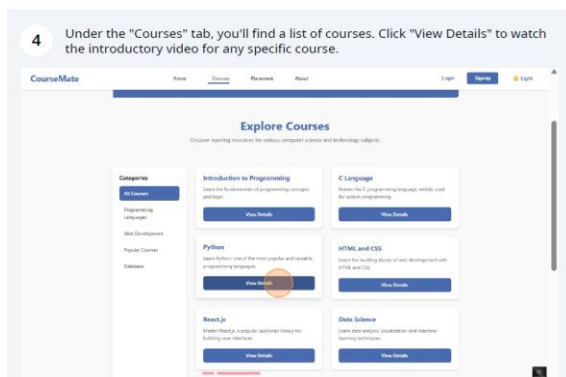 4
Under the "Courses" tab, you'll find a list of courses. Click "View Details" to watch
the introductory video for any specific course.
CourseMate
Home
Courses
Placement
About
Login
Signup
Light
Explore Courses
Discover learning resources for various computer science and technology subjects
Categories
All Courses
Programming
Languages
Web Development
Popular Courses
Database
Introduction to Programming
Learn the fundamentals of programming concepts
and logic.
View Details
C Language
Master the C programming language, widely used
for system programming.
View Details
Python
Learn Python, one of the most popular and versatile
programming languages.
View Details
HTML and CSS
Learn the building blocks of web development with
HTML and CSS.
View Details
React.js
Master React.js, a popular JavaScript library for
building user interfaces.
View Details
Data Science
Learn data analysis, visualization, and machine
learning techniques.
View Details